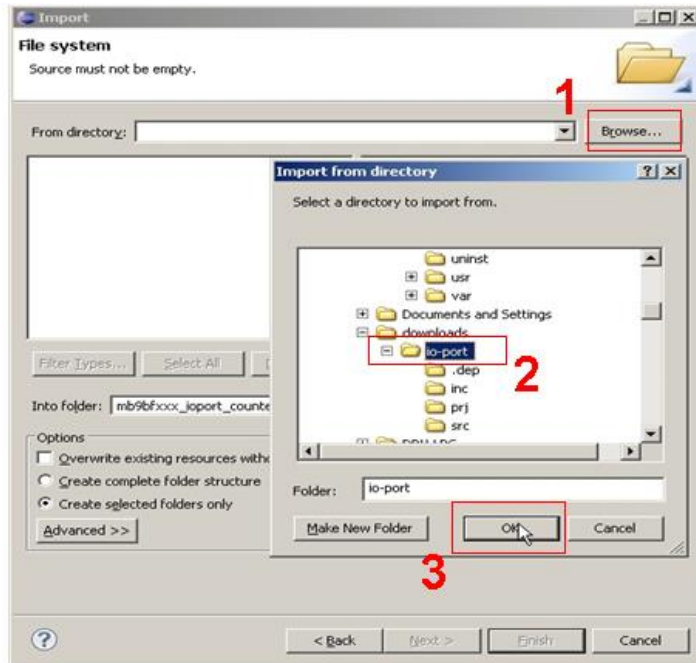 Import
File system
Source must not be empty.
1
From directory:
Browse...
Import from directory
Select a directory to import from.
uninst
usr
var
Documents and Settings
downloads
io-port
2
.dep
inc
prj
src
Filter Types...
Select All
Into folder: mb9bfxxx_ioport_counte
Options
Overwrite existing resources witho
Create complete folder structure
Create selected folders only
Advanced >>
Folder: io-port
Make New Folder
OK
Cancel
3
< Back
Next >
Finish
Cancel